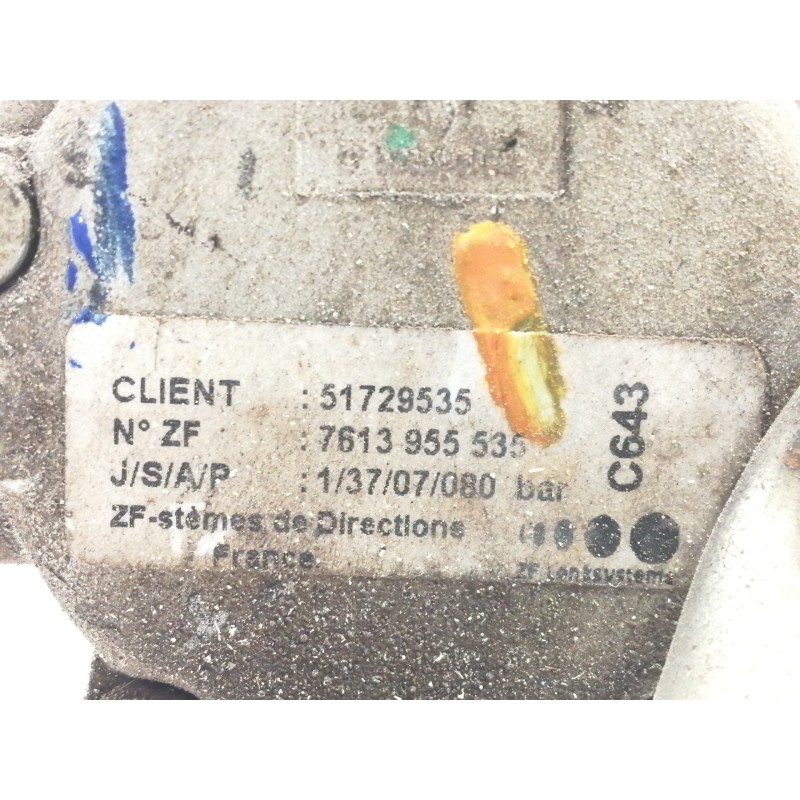 CLIENT : 51729535
N° ZF : 7613 955 535
J/S/A/P : 1/37/07/080 bar
ZF-stèmes de Directions
France
C643
ZF Lenksysteme